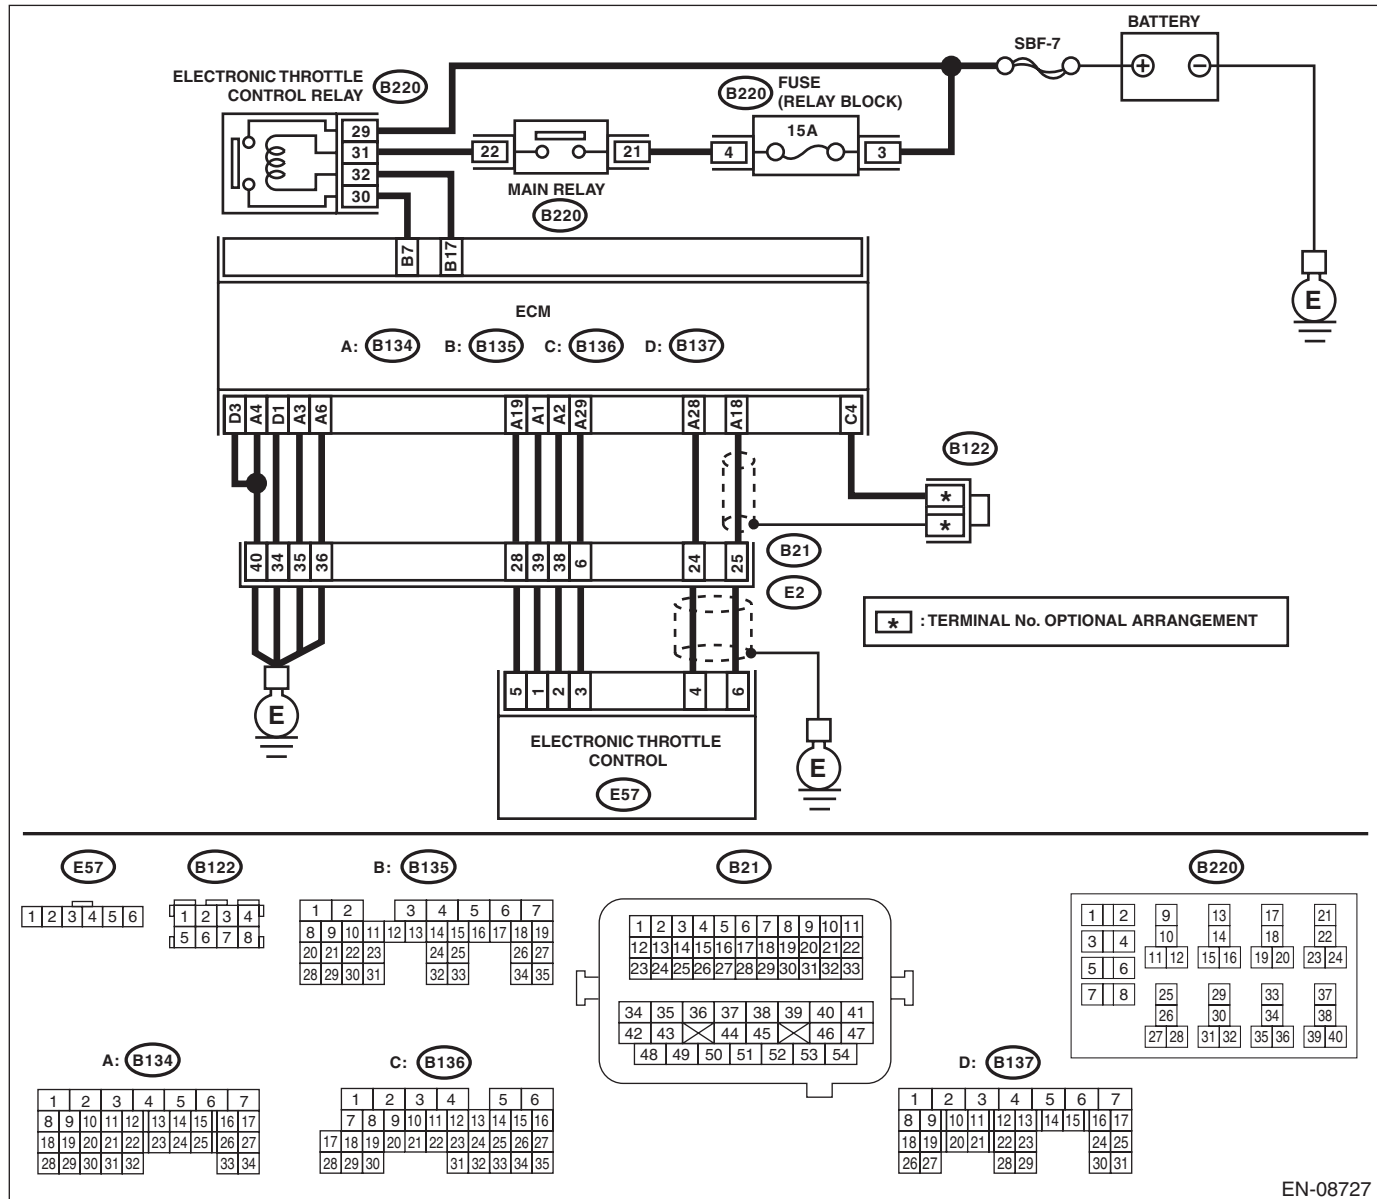 BATTERY
SBF-7
ELECTRONIC THROTTLE
CONTROL RELAY
B220
B220
FUSE
(RELAY BLOCK)
15A
29
31
32
30
22
21
4
3
MAIN RELAY
B220
B7
B17
E
ECM
A: B134 B: B135 C: B136 D: B137
D3 A4 D1 A3 A6 A19 A1 A2 A29 A28 A18 C4
B122
*
*
40 34 35 36 28 39 38 6 24 25
B21
E2
* : TERMINAL No. OPTIONAL ARRANGEMENT
5 1 2 3 4 6
E
ELECTRONIC THROTTLE
CONTROL
E57
E
E57
1 2 3 4 5 6
B122
1 2 3 4
5 6 7 8
B: B135
1 2 3 4 5 6 7
8 9 10 11 12 13 14 15 16 17 18 19
20 21 22 23 24 25 26 27
28 29 30 31 32 33 34 35
B21
1 2 3 4 5 6 7 8 9 10 11
12 13 14 15 16 17 18 19 20 21 22
23 24 25 26 27 28 29 30 31 32 33
34 35 36 37 38 39 40 41
42 43 44 45 46 47
48 49 50 51 52 53 54
B220
1 2 9 13 17 21
3 4 10 14 18 22
5 6 11 12 15 16 19 20 23 24
7 8 25 29 33 37
26 30 34 38
27 28 31 32 35 36 39 40
A: B134
1 2 3 4 5 6 7
8 9 10 11 12 13 14 15 16 17
18 19 20 21 22 23 24 25 26 27
28 29 30 31 32 33 34
C: B136
1 2 3 4 5 6
7 8 9 10 11 12 13 14 15 16
17 18 19 20 21 22 23 24 25 26 27
28 29 30 31 32 33 34 35
D: B137
1 2 3 4 5 6 7
8 9 10 11 12 13 14 15 16 17
18 19 20 21 22 23 24 25
26 27 28 29 30 31
EN-08727